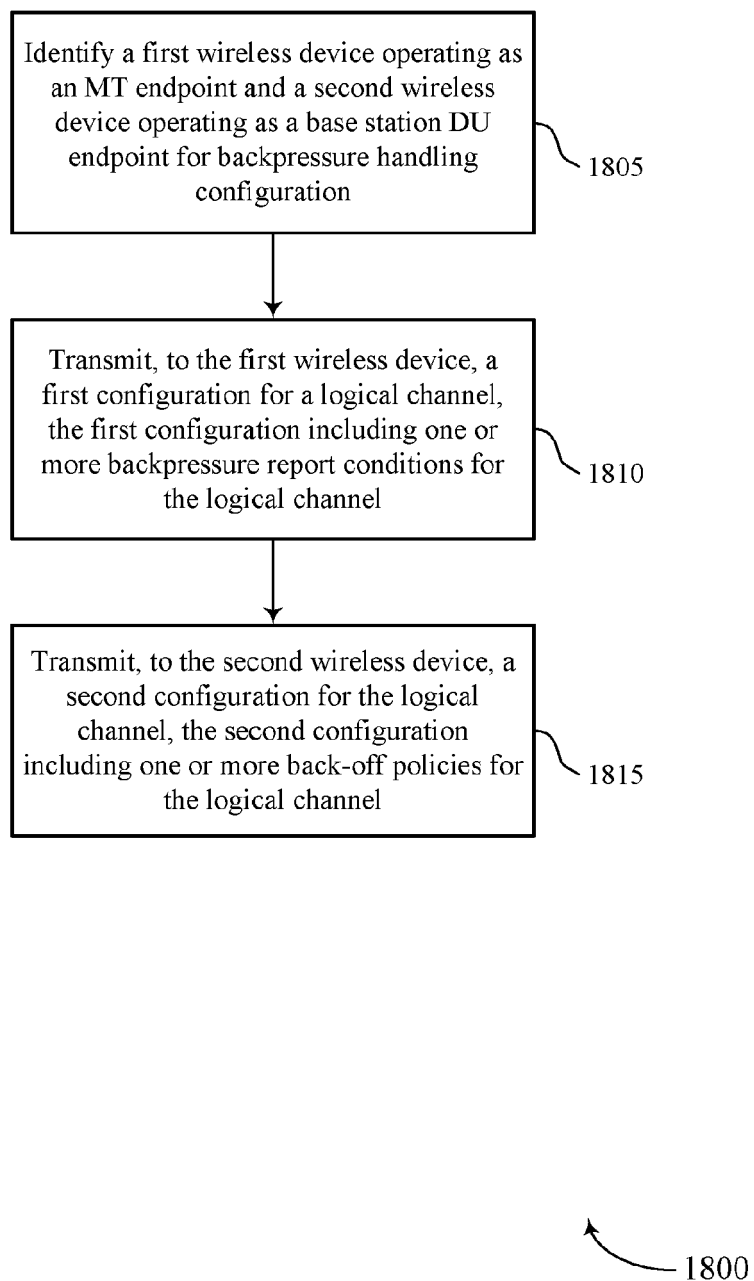 Identify a first wireless device operating as
an MT endpoint and a second wireless
device operating as a base station DU
endpoint for backpressure handling
configuration
1805
Transmit, to the first wireless device, a
first configuration for a logical channel,
the first configuration including one or
more backpressure report conditions for
the logical channel
1810
Transmit, to the second wireless device, a
second configuration for the logical
channel, the second configuration
including one or more back-off policies for
the logical channel
1815
1800